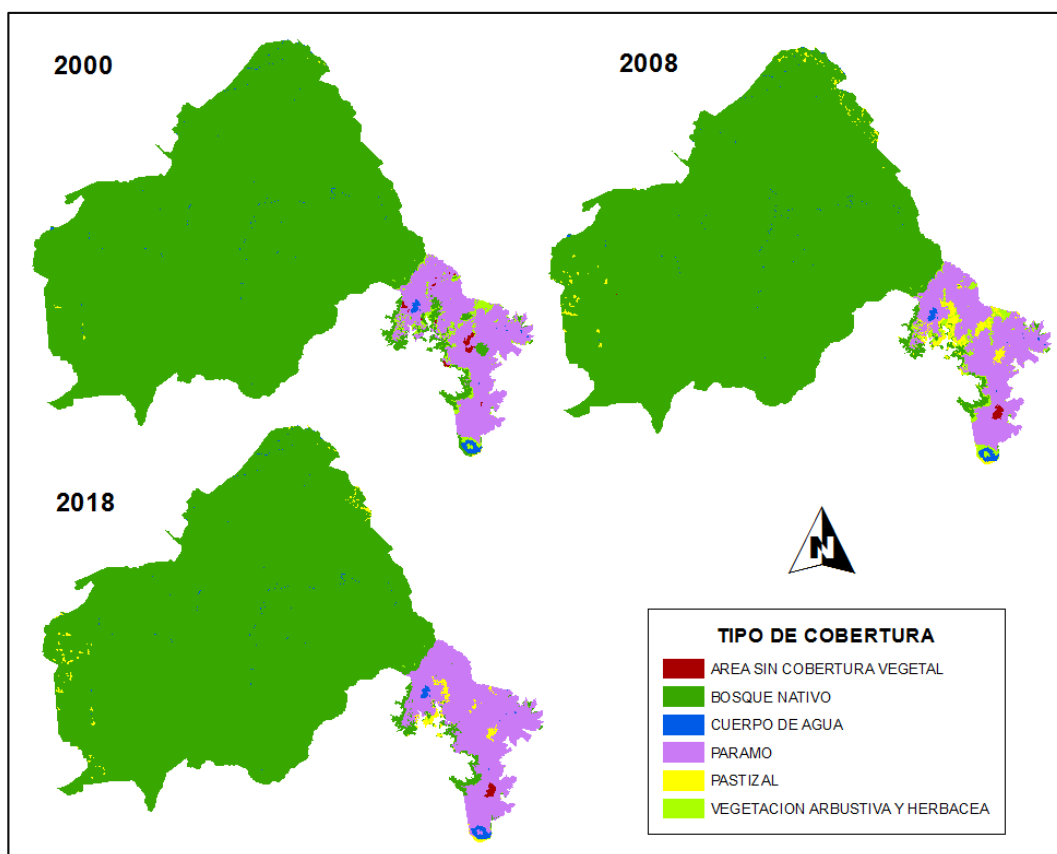 2000
2008
2018
N
TIPO DE COBERTURA
AREA SIN COBERTURA VEGETAL
BOSQUE NATIVO
CUERPO DE AGUA
PARAMO
PASTIZAL
VEGETACION ARBUSTIVA Y HERBACEA